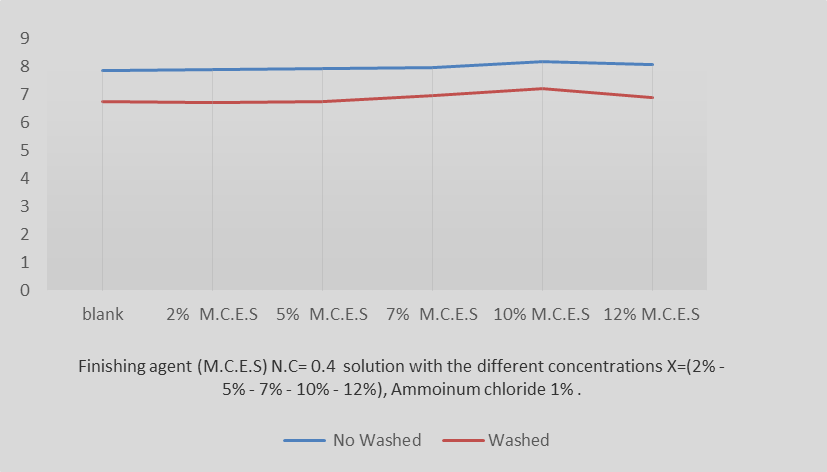 9
8
7
6
5
4
3
2
1
0
blank 2% M.C.E.S 5% M.C.E.S 7% M.C.E.S 10% M.C.E.S 12% M.C.E.S
Finishing agent (M.C.E.S) N.C= 0.4 solution with the different concentrations X=(2% -
5% - 7% - 10% - 12%), Ammoinum chloride 1% .
No Washed Washed